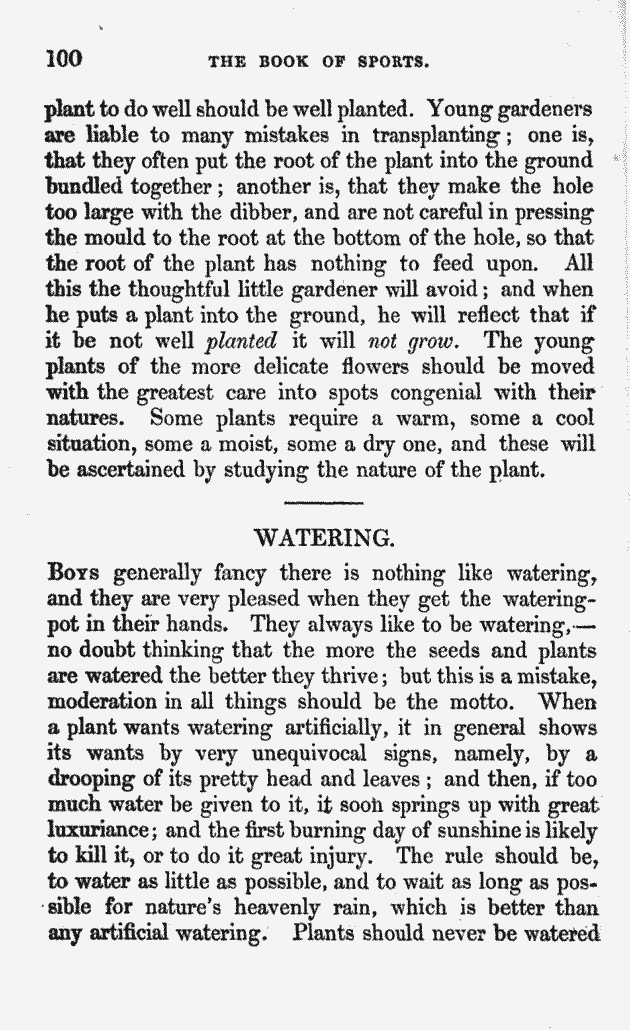 100 THE BOOK OF SPORTS.
plant to do well should be well planted. Young gardeners
are liable to many mistakes in transplanting; one is,
that they often put the root of the plant into the ground
bundled together; another is, that they make the hole
too large with the dibber, and are not careful in pressing
the mould to the root at the bottom of the hole, so that
the root of the plant has nothing to feed upon. All
this the thoughtful little gardener will avoid; and when
he puts a plant into the ground, he will reflect that if
it be not well planted it will not grow. The young
plants of the more delicate flowers should be moved
with the greatest care into spots congenial with their
natures. Some plants require a warm, some a cool
situation, some a moist, some a dry one, and these will
be ascertained by studying the nature of the plant.
WATERING.
BOYS generally fancy there is nothing like watering,
and they are very pleased when they get the watering-
pot in their hands. They always like to be watering,—
no doubt thinking that the more the seeds and plants
are watered the better they thrive; but this is a mistake,
moderation in all things should be the motto. When
a plant wants watering artificially, it in general shows
its wants by very unequivocal signs, namely, by a
drooping of its pretty head and leaves; and then, if too
much water be given to it, it soon springs up with great
luxuriance; and the first burning day of sunshine is likely
to kill it, or to do it great injury. The rule should be,
to water as little as possible, and to wait as long as pos-
sible for nature's heavenly rain, which is better than
any artificial watering. Plants should never be watered